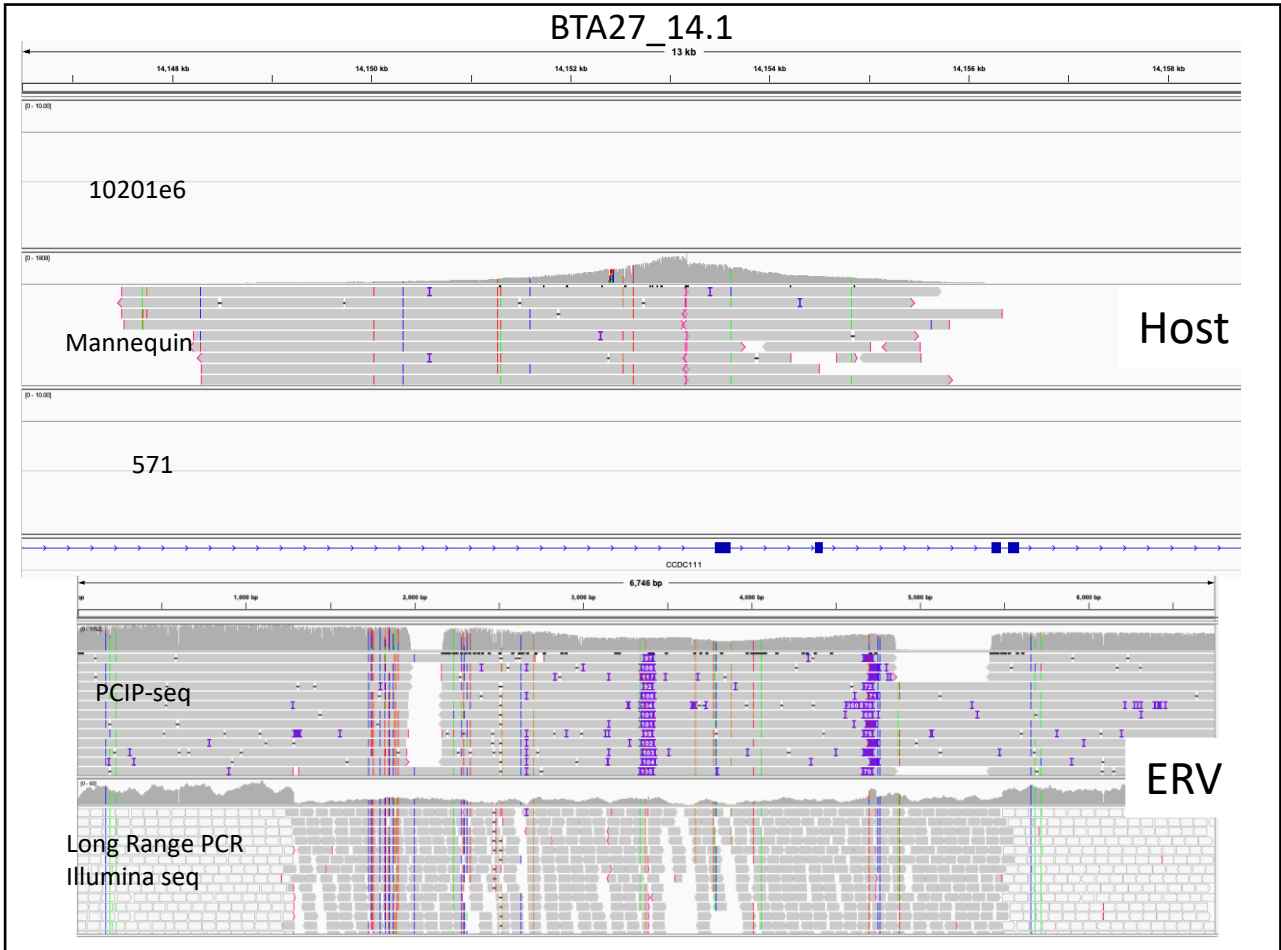 BTA27_14.1
13 kb
14,148 kb 14,150 kb 14,152 kb 14,154 kb 14,156 kb 14,158 kb
[0 - 10.00]
10201e6
[0 - 1808]
Mannequin
Host
[0 - 10.00]
571
CCDC111
6,746 bp
bp 1,000 bp 2,000 bp 3,000 bp 4,000 bp 5,000 bp 6,000 bp
PCIP-seq
ERV
Long Range PCR
Illumina seq